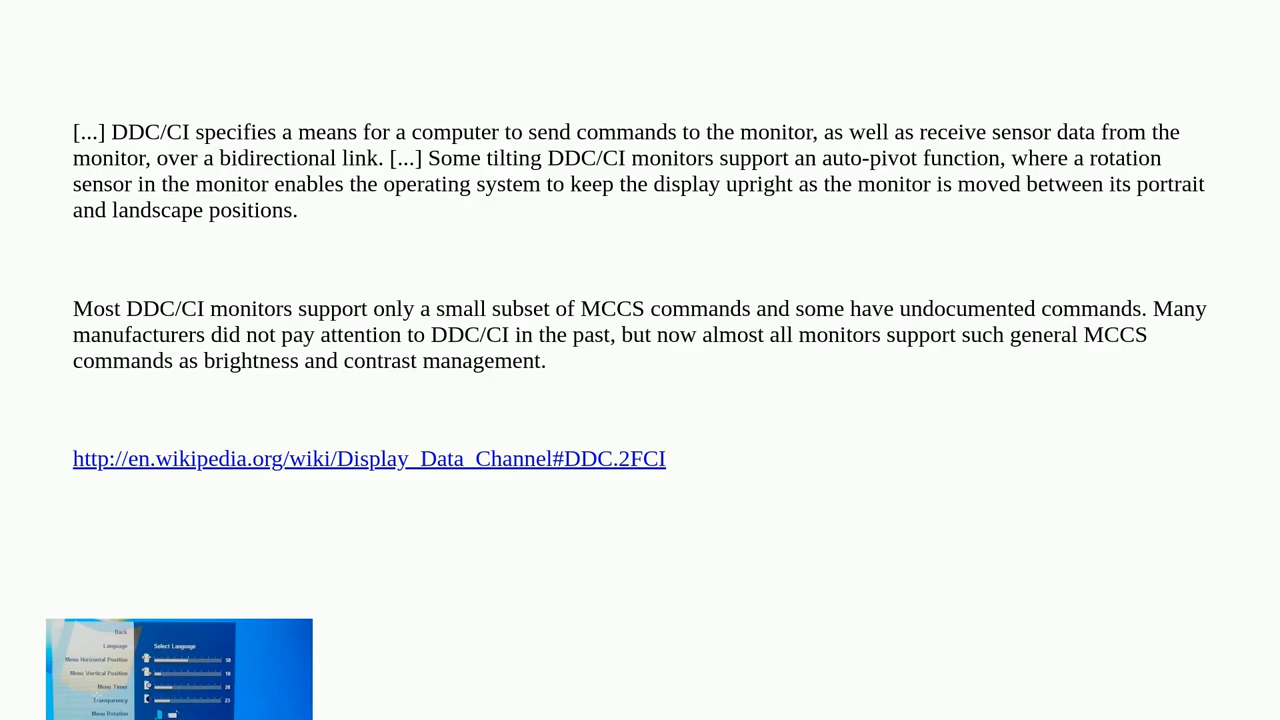 [...] DDC/CI specifies a means for a computer to send commands to the monitor, as well as receive sensor data from the
monitor, over a bidirectional link. [...] Some tilting DDC/CI monitors support an auto-pivot function, where a rotation
sensor in the monitor enables the operating system to keep the display upright as the monitor is moved between its portrait
and landscape positions.
Most DDC/CI monitors support only a small subset of MCCS commands and some have undocumented commands. Many
manufacturers did not pay attention to DDC/CI in the past, but now almost all monitors support such general MCCS
commands as brightness and contrast management.
http://en.wikipedia.org/wiki/Display_Data_Channel#DDC.2FCI
Back
Language Select Language
Menu Horizontal Position 50
Menu Vertical Position 10
Menu Timer 20
Transparency 23
Menu Rotation